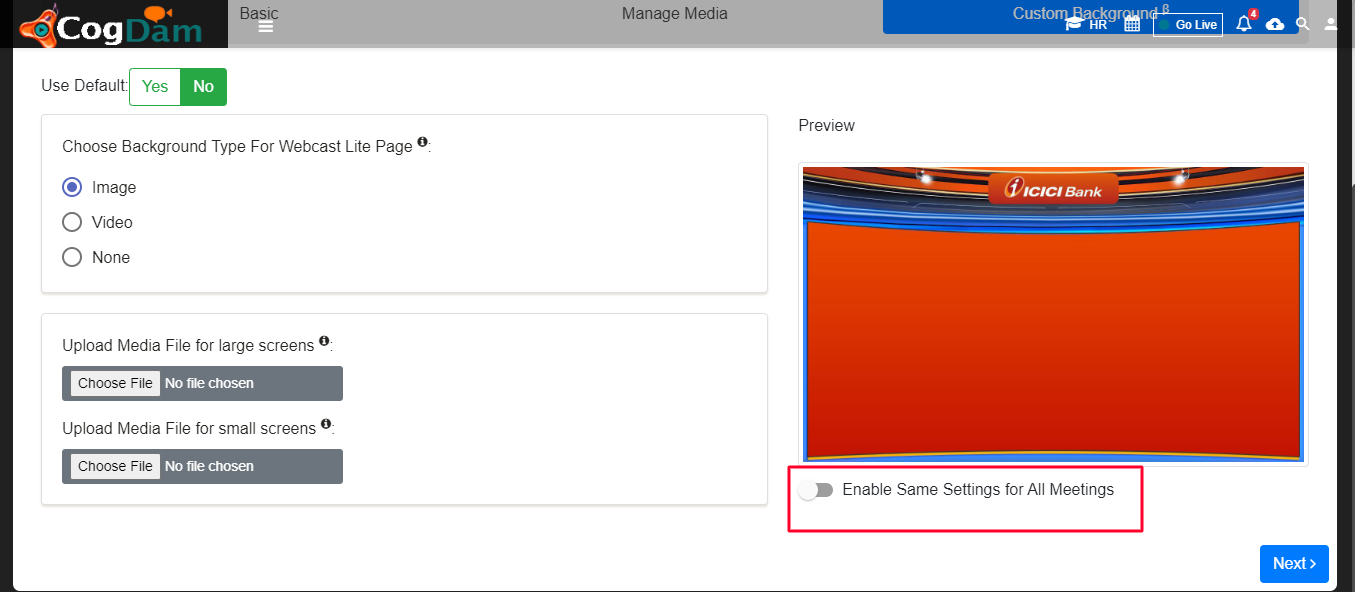 CogDam
Basic
Manage Media
Custom Background β
HR
Go Live
4
Use Default:
Yes
No
Choose Background Type For Webcast Lite Page :
Image
Video
None
Upload Media File for large screens :
Choose File No file chosen
Upload Media File for small screens :
Choose File No file chosen
Preview
ICICI Bank
Enable Same Settings for All Meetings
Next